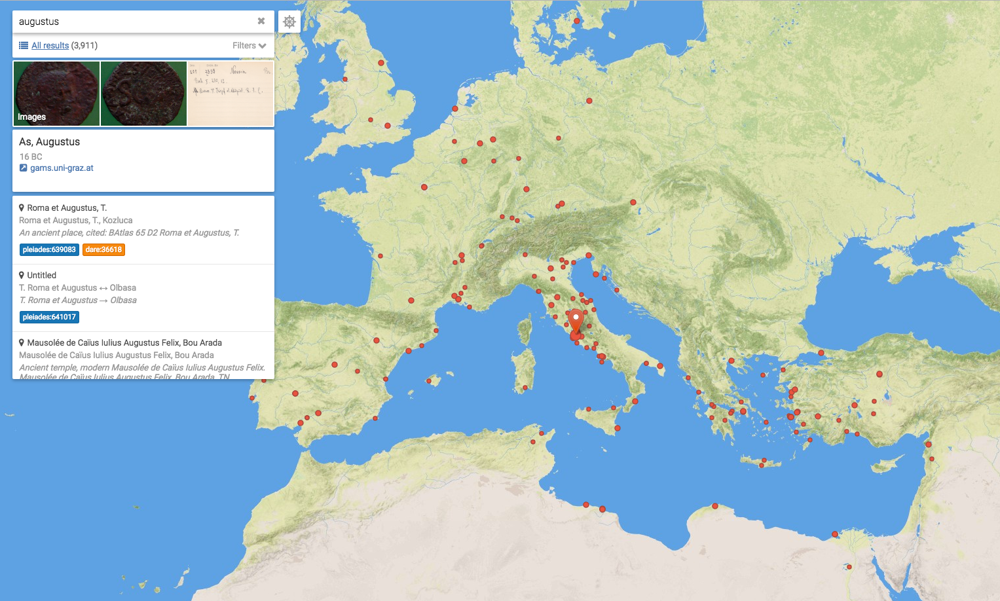 augustus
All results (3,911)
Filters
Images
As, Augustus
16 BC
gams.uni-graz.at
Roma et Augustus, T.
Roma et Augustus, T., Kozluca
An ancient place, cited: BAtlas 65 D2 Roma et Augustus, T.
pleiades:639083 dare:36618
Untitled
T. Roma et Augustus ↔ Olbasa
T. Roma et Augustus → Olbasa
pleiades:641017
Mausolée de Caïus Iulius Augustus Felix, Bou Arada
Mausolée de Caïus Iulius Augustus Felix, Bou Arada
Ancient temple, modern Mausolée de Caïus Iulius Augustus Felix.
Mausolée de Caïus Iulius Augustus Felix, Bou Arada, TN